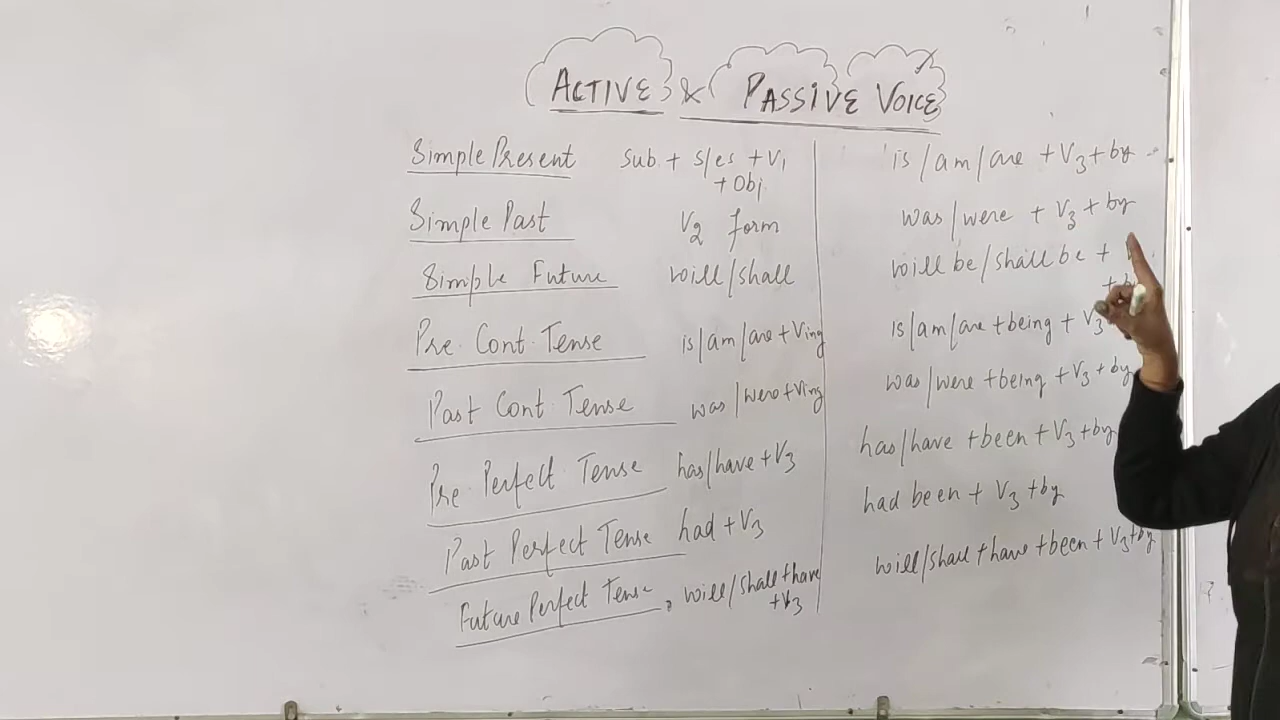 ACTIVE & PASSIVE VOICE
Simple Present Sub + s/es + V1 is/am/are + V3 + by
+ Obj.
Simple Past V2 form was/were + V3 + by
Simple Future will/shall will be/shall be +
+ by
Pre. Cont. Tense is/am/are + Ving is/am/are + being + V3
Past Cont. Tense was/were + Ving was/were + being + V3 + by
Pre. Perfect Tense has/have + V3 has/have + been + V3 + by
Past Perfect Tense had + V3 had been + V3 + by
Future Perfect Tense, will/shall + have will/shall + have + been + V3 + by
+ V3